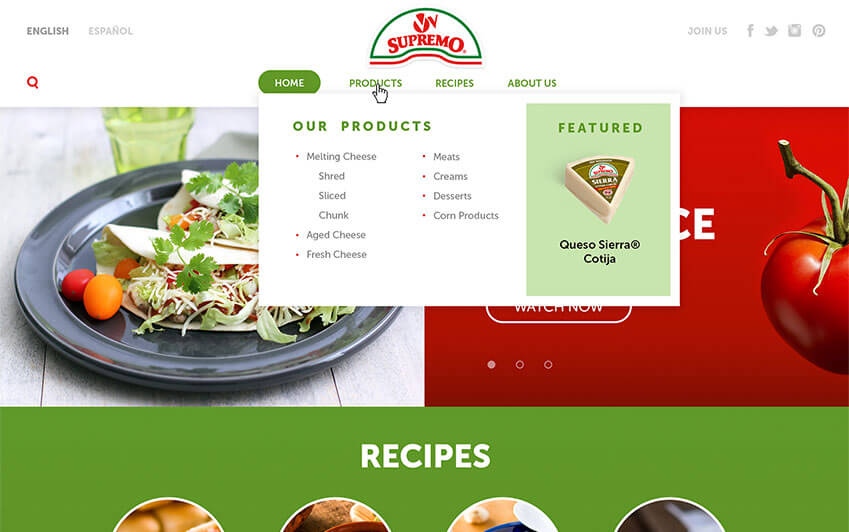 ENGLISH ESPAÑOL
VV
SUPREMO®
JOIN US
HOME PRODUCTS RECIPES ABOUT US
OUR PRODUCTS
Melting Cheese
Shred
Sliced
Chunk
Aged Cheese
Fresh Cheese
Meats
Creams
Desserts
Corn Products
FEATURED
SIERRA
Queso Sierra®
Cotija
CE
WATCH NOW
RECIPES